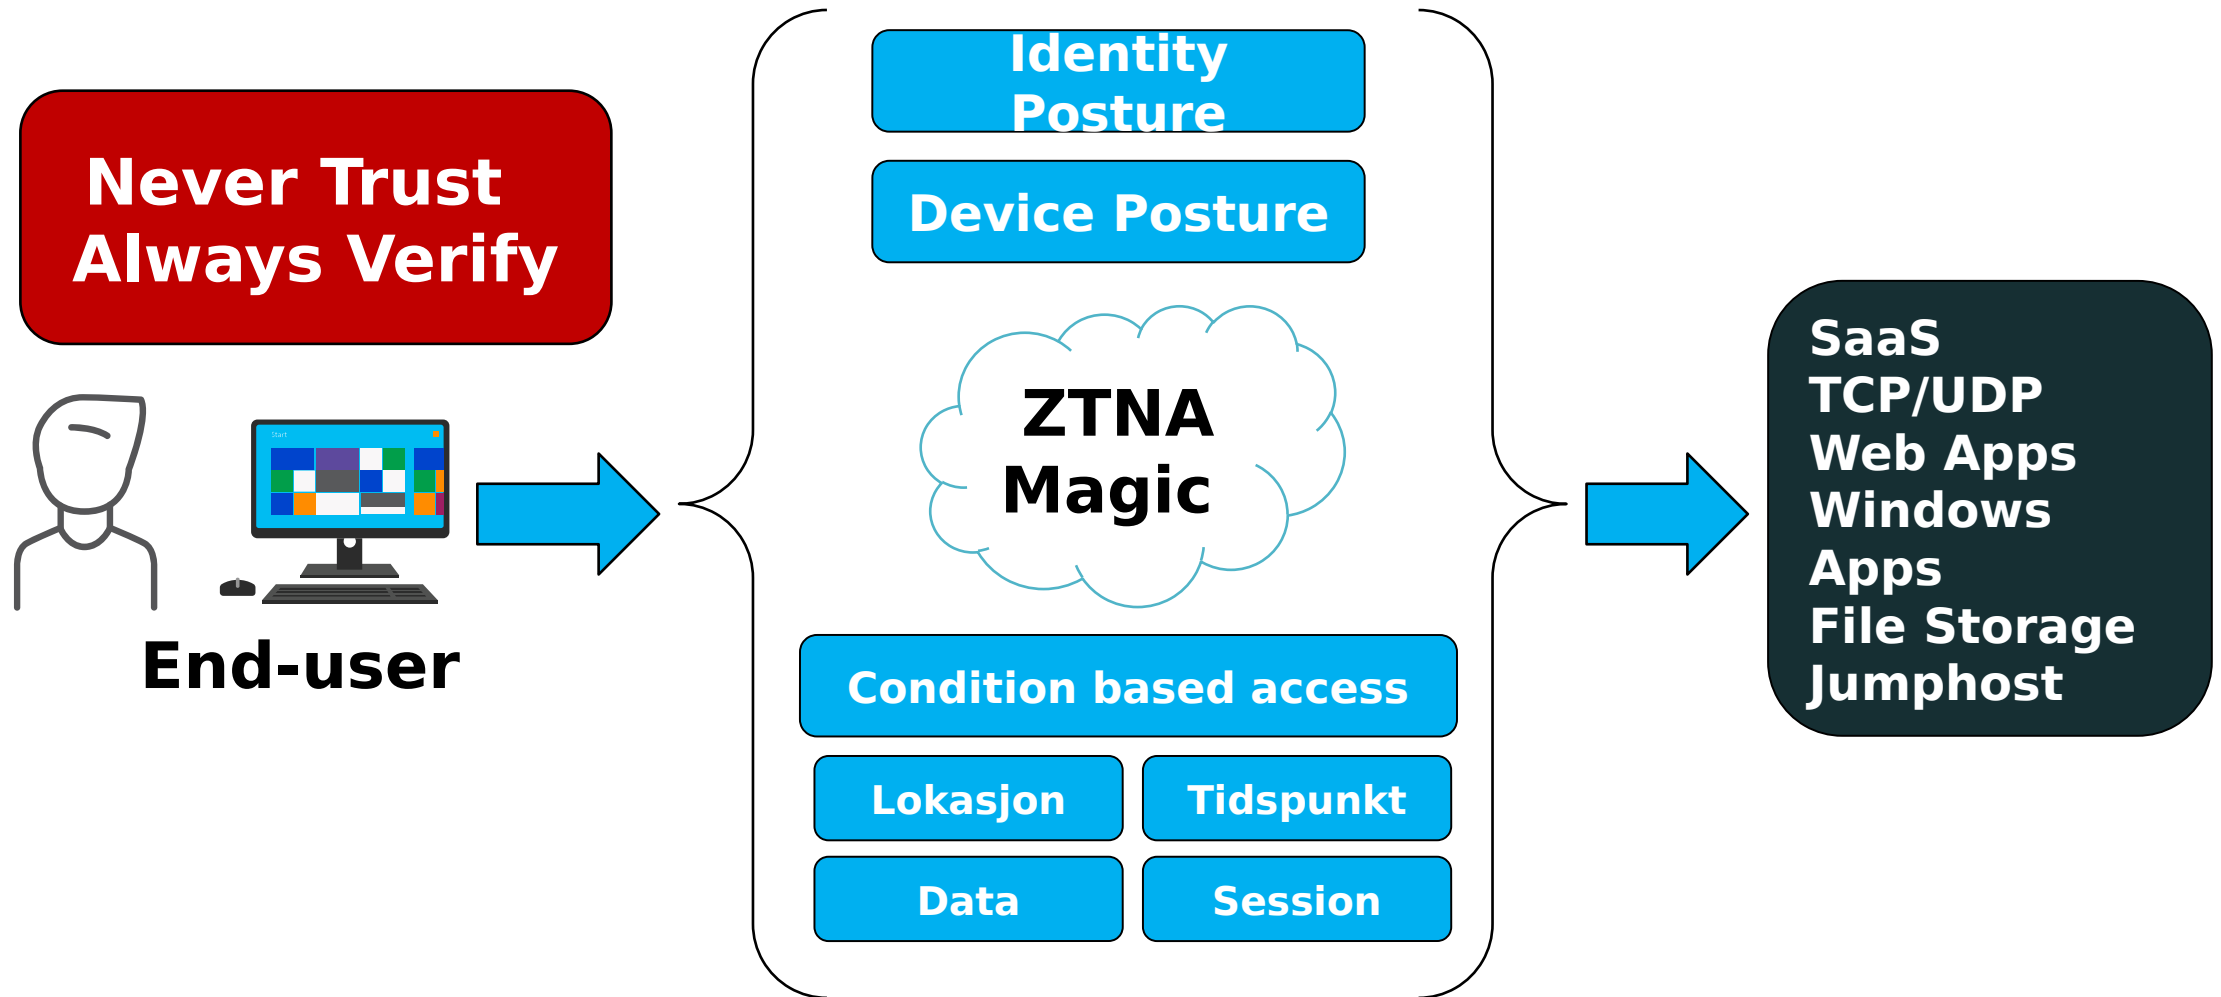 Never Trust
Always Verify
Start
End-user
Identity
Posture
Device Posture
ZTNA
Magic
Condition based access
Lokasjon
Tidspunkt
Data
Session
SaaS
TCP/UDP
Web Apps
Windows
Apps
File Storage
Jumphost